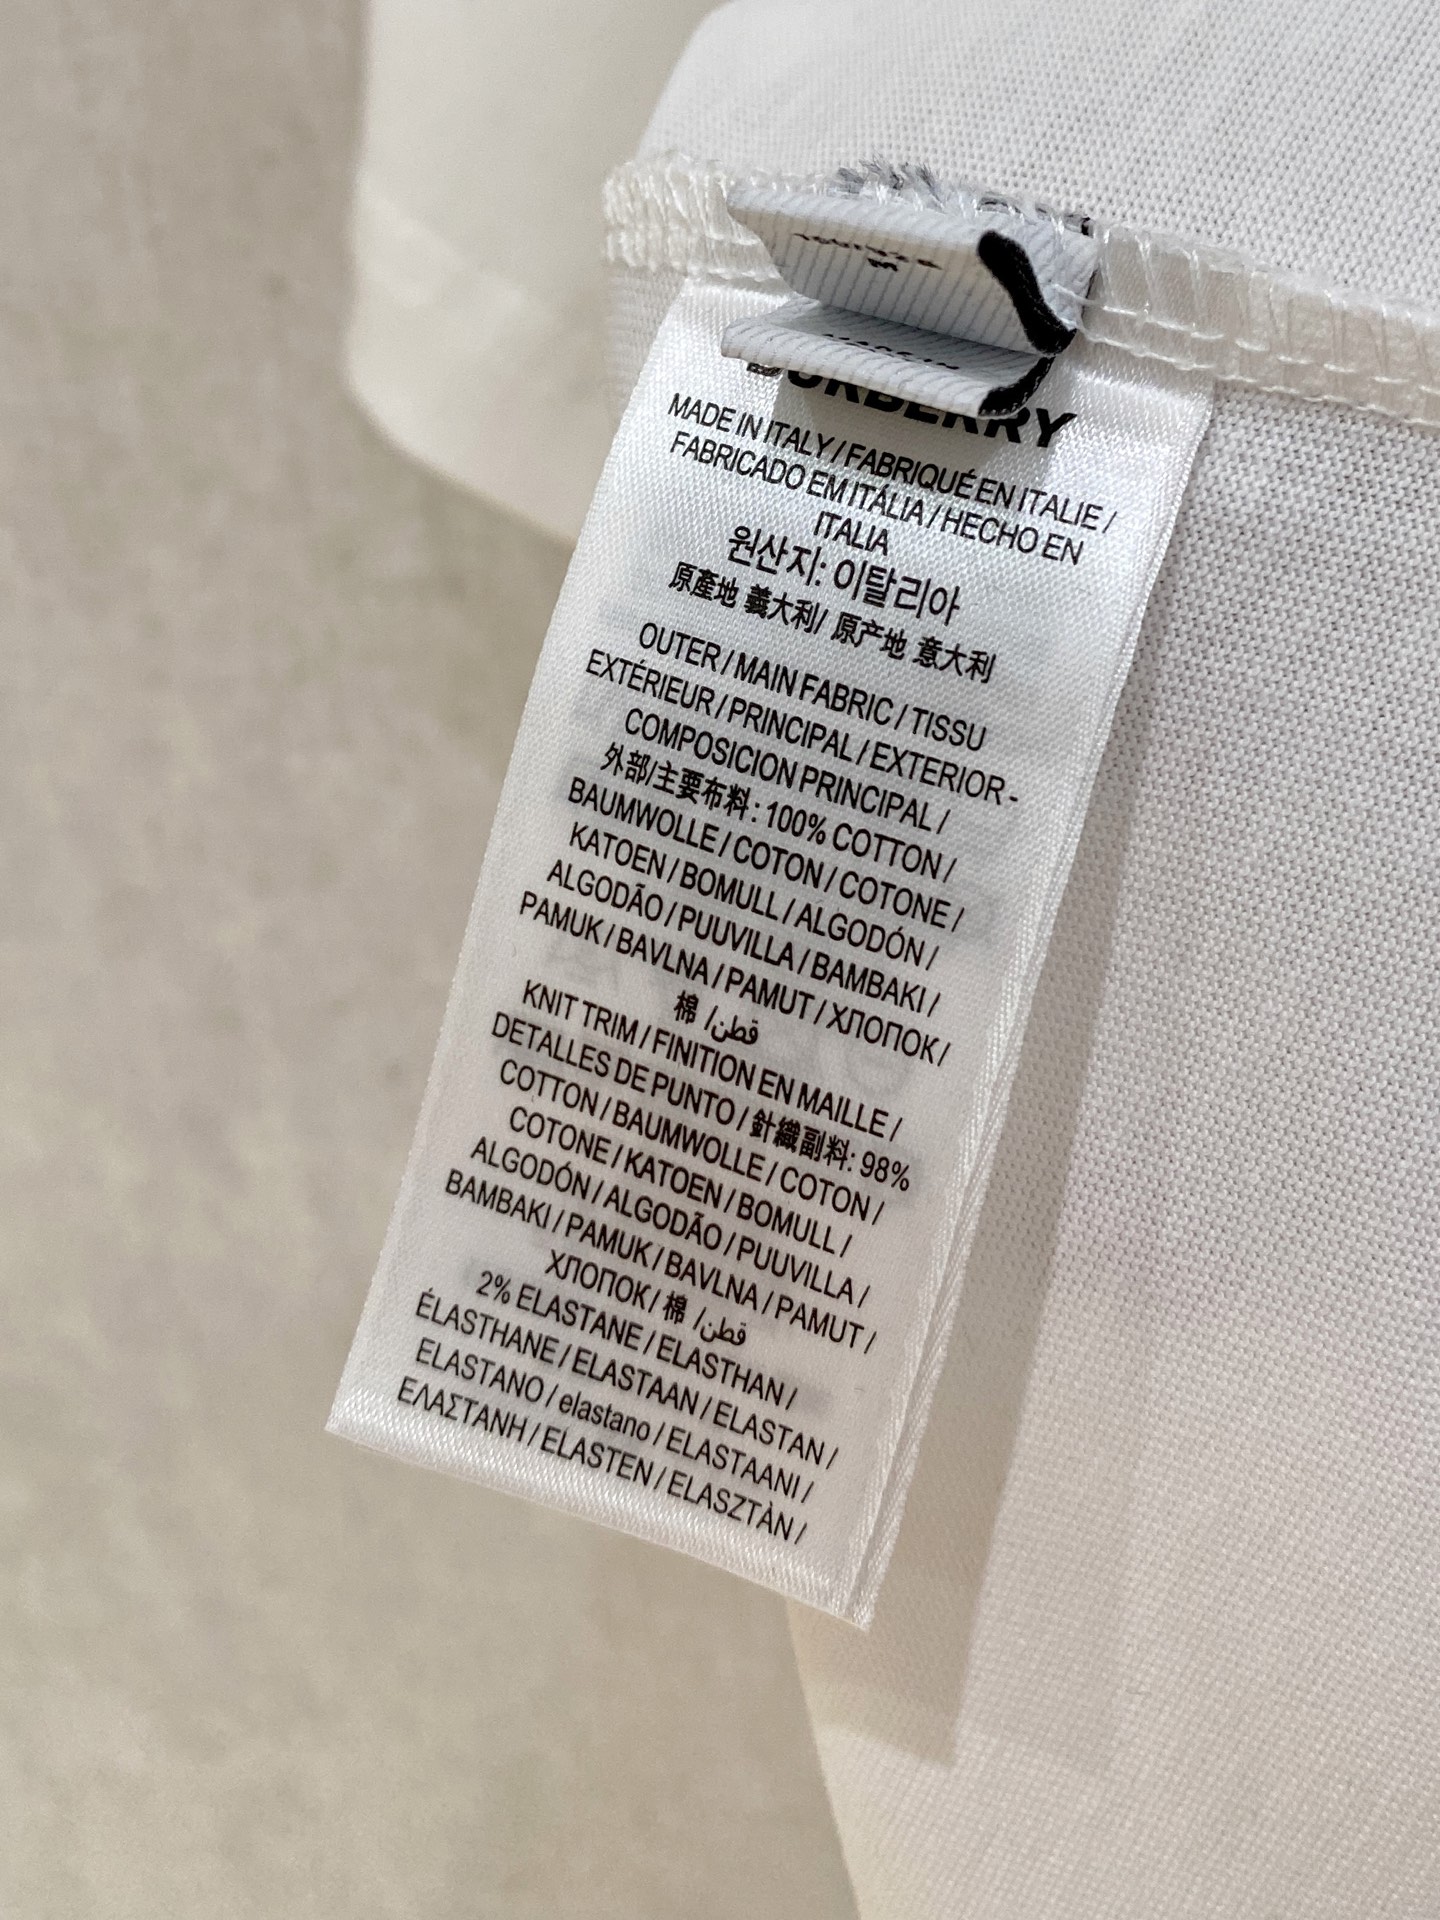 M
MADE IN
BURBERRY
MADE IN ITALY / FABRIQUÉ EN ITALIE /
FABRICADO EM ITÁLIA / HECHO EN
ITALIA
원산지: 이탈리아
原產地 義大利/ 原产地 意大利
OUTER / MAIN FABRIC / TISSU
EXTÉRIEUR / PRINCIPAL / EXTERIOR -
COMPOSICION PRINCIPAL /
外部/主要布料: 100% COTTON /
BAUMWOLLE / COTON / COTONE /
KATOEN / BOMULL / ALGODÓN /
ALGODÃO / PUUVILLA / BAMBAKI /
PAMUK / BAVLNA / PAMUT / ХЛОПОК /
棉 /قطن
KNIT TRIM / FINITION EN MAILLE /
DETALLES DE PUNTO / 針織副料: 98%
COTTON / BAUMWOLLE / COTON /
COTONE / KATOEN / BOMULL /
ALGODÓN / ALGODÃO / PUUVILLA /
BAMBAKI / PAMUK / BAVLNA / PAMUT /
ХЛОПОК / 棉 /قطن
2% ELASTANE / ELASTHAN /
ÉLASTHANE / ELASTAAN / ELASTAN /
ELASTANO / elastano / ELASTAANI /
ΕΛΑΣΤΑΝΗ / ELASTEN / ELASZTÀN /